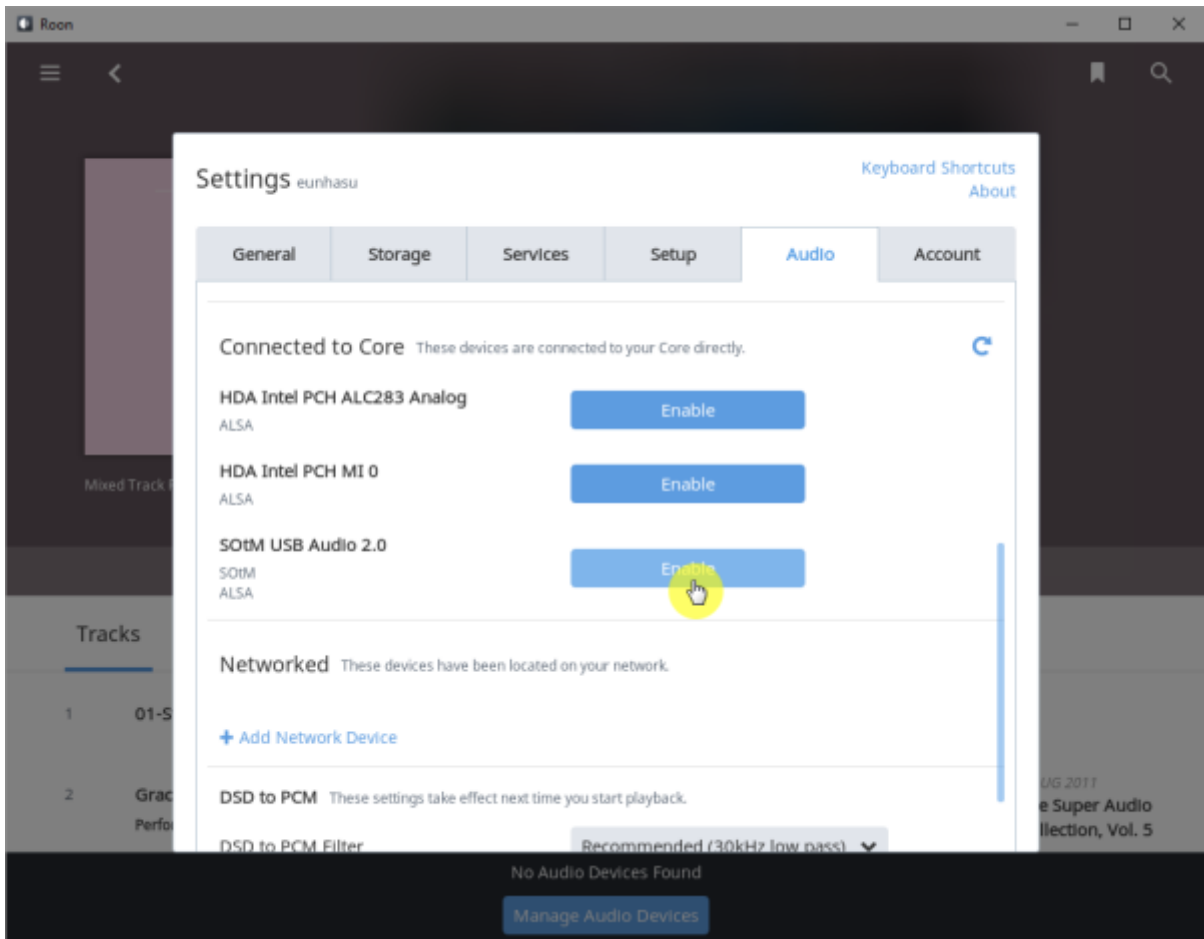 Roon
Settings eunhasu
Keyboard Shortcuts
About
General Storage Services Setup Audio Account
Connected to Core These devices are connected to your Core directly.
HDA Intel PCH ALC283 Analog
ALSA
Enable
HDA Intel PCH MI 0
ALSA
Enable
SOtM USB Audio 2.0
SOtM
ALSA
Enable
Networked These devices have been located on your network.
+ Add Network Device
DSD to PCM These settings take effect next time you start playback.
DSD to PCM Filter
Recommended (30kHz low pass)
Mixed Track
Tracks
1 01-S
2 Grac
Perfo
UG 2011
e Super Audio
llection, Vol. 5
No Audio Devices Found
Manage Audio Devices